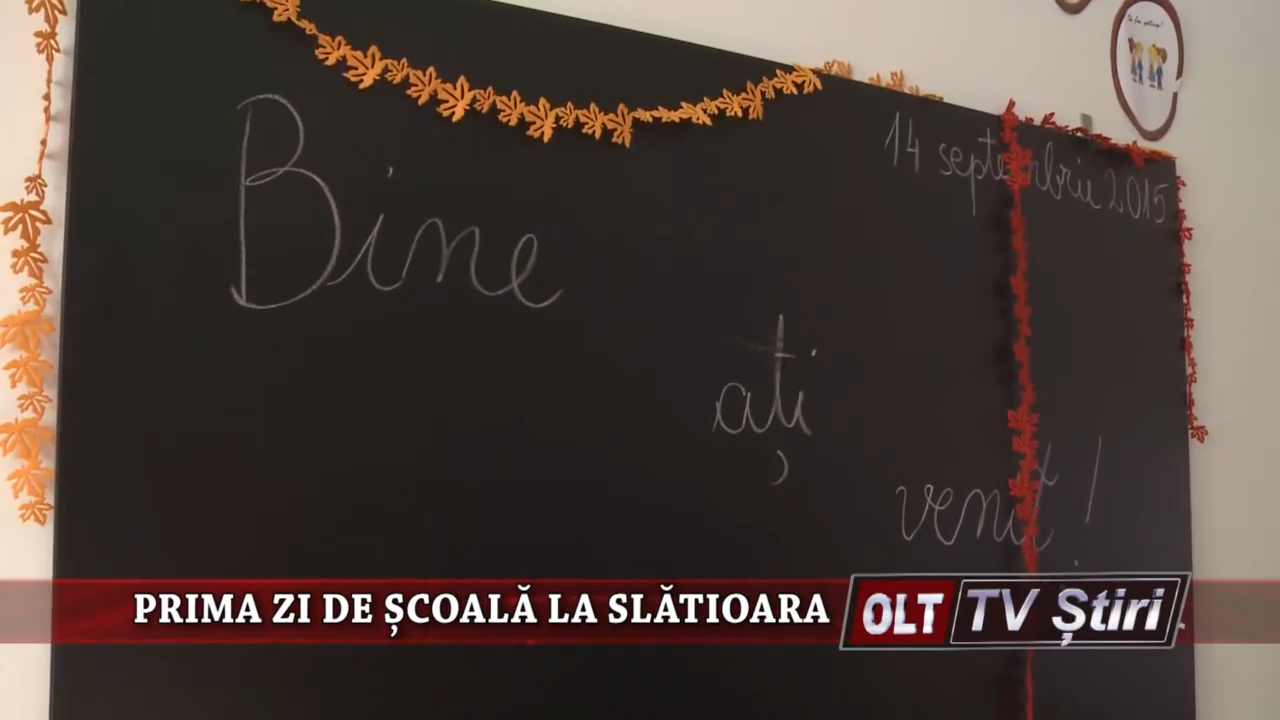 14 septembrie 2015
Bine
ați
venit!
PRIMA ZI DE ȘCOALĂ LA SLĂTIOARA
OLT TV Știri